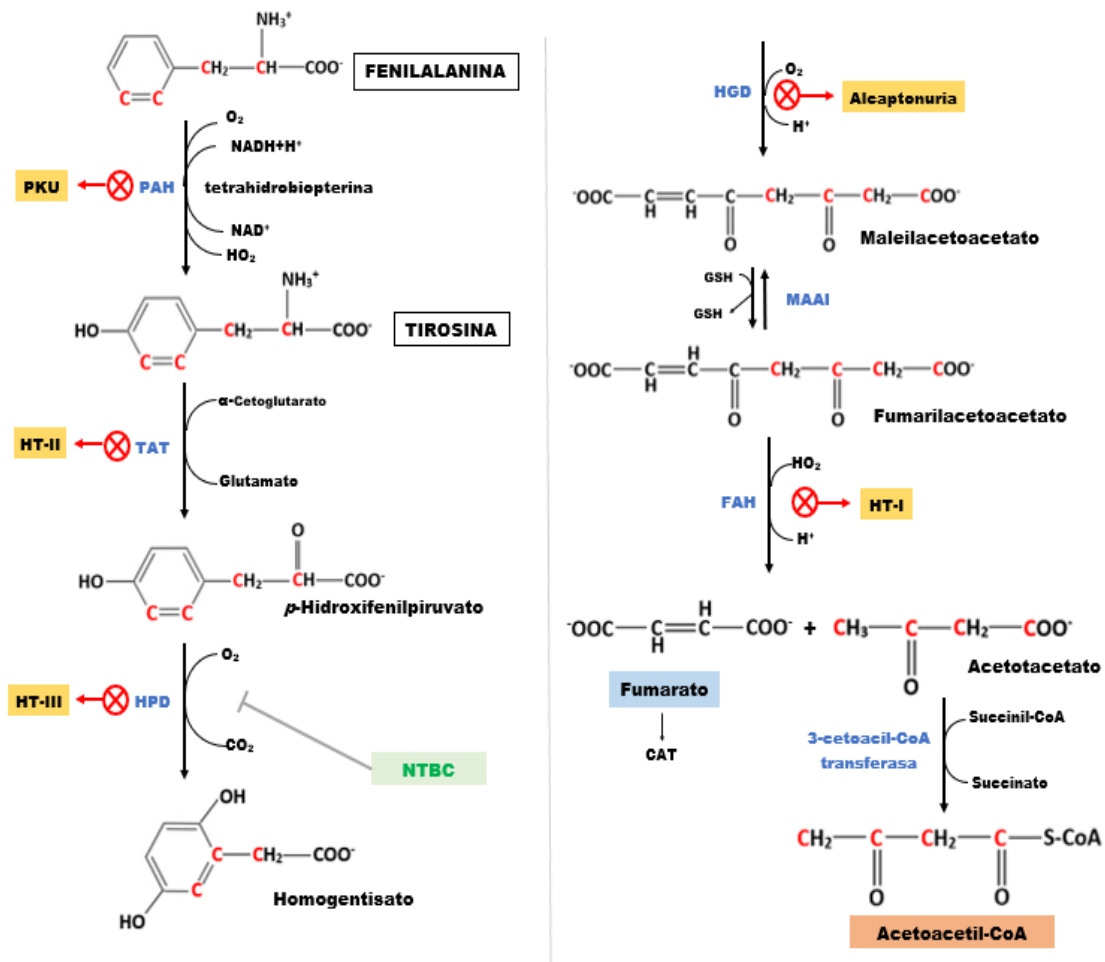 NH₃⁺
CH₂ CH COO⁻
FENILALANINA
C C
O₂
NADH+H⁺
PKU PAH tetrahidrobiopterina
NAD⁺
HO₂
NH₃⁺
HO CH₂ CH COO⁻
TIROSINA
C C
α-Cetoglutarato
HT-II TAT
Glutamato
O
HO CH₂ CH COO⁻
p-Hidroxifenilpiruvato
C C
O₂
HT-III HPD
CO₂
NTBC
OH
C CH₂ COO⁻
C
Homogentisato
HO
O₂
HGD Alcaptonuria
H⁺
⁻OOC C C C CH₂ C CH₂ COO⁻
H H
O O
Maleilacetoacetato
GSH
MAAI
GSH
H
⁻OOC C C C CH₂ C CH₂ COO⁻
H
O O
Fumarilacetoacetato
HO₂
FAH HT-I
H⁺
H
⁻OOC C C COO⁻ + CH₃ C CH₂ COO⁻
H
O
Acetotacetato
Fumarato
CAT
Succinil-CoA
3-cetoacil-CoA
transferasa
Succinato
CH₂ C CH₂ C S-CoA
O O
Acetoacetil-CoA